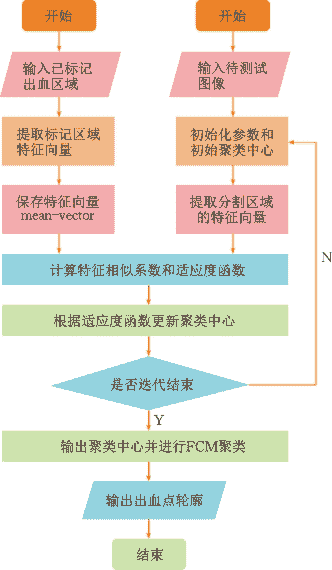 开始
输入已标记
出血区域
提取标记区域
特征向量
保存特征向量
mean-vector
开始
输入待测试
图像
初始化参数和
初始聚类中心
提取分割区域
的特征向量
计算特征相似系数和适应度函数
根据适应度函数更新聚类中心
是否迭代结束
N
Y
输出聚类中心并进行FCM聚类
输出出血点轮廓
结束